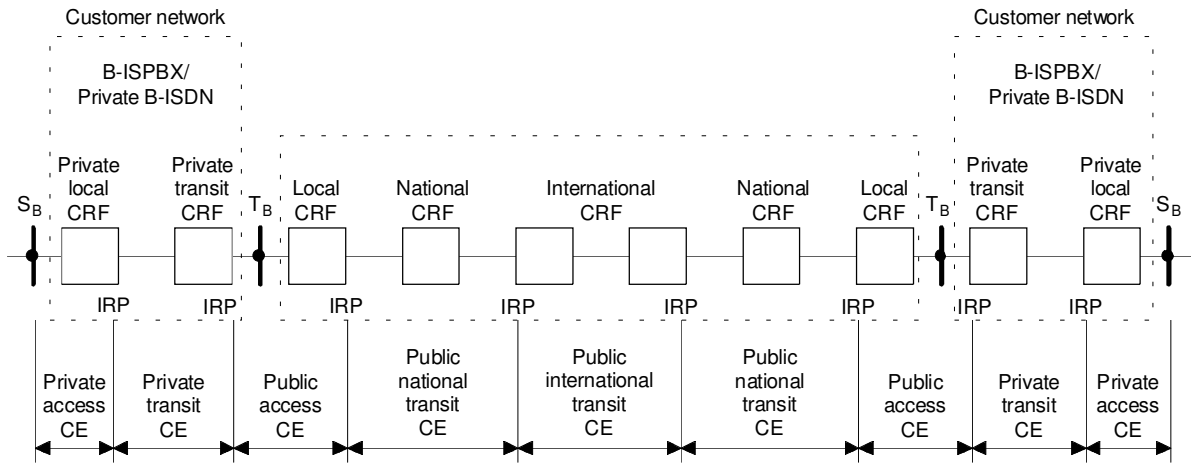 Customer network
Customer network
B-ISPBX/
Private B-ISDN
B-ISPBX/
Private B-ISDN
Private
local
CRF
Private
transit
CRF
Local
CRF
National
CRF
International
CRF
National
CRF
Local
CRF
Private
transit
CRF
Private
local
CRF
SB
TB
TB
SB
IRP
IRP
IRP
IRP
IRP
IRP
IRP
IRP
Private
access
CE
Private
transit
CE
Public
access
CE
Public
national
transit
CE
Public
international
transit
CE
Public
national
transit
CE
Public
access
CE
Private
transit
CE
Private
access
CE